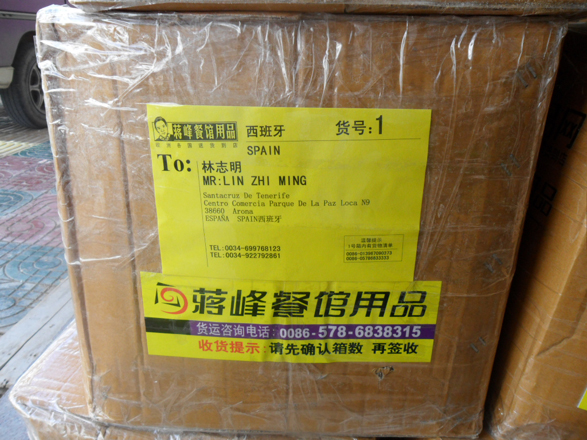 蒋峰餐馆用品 西班牙 货号:1
SPAIN
To: 林志明
MR:LIN ZHI MING
Santacruz De Tenerife
Centro Comercia Parque De La Paz Loca N9
38660 Arona
ESPAÑA SPAIN西班牙
TEL:0034-699768123
TEL:0034-922792861
蒋峰餐馆用品
货运咨询电话:0086-578-6838315
收货提示:请先确认箱数 再签收